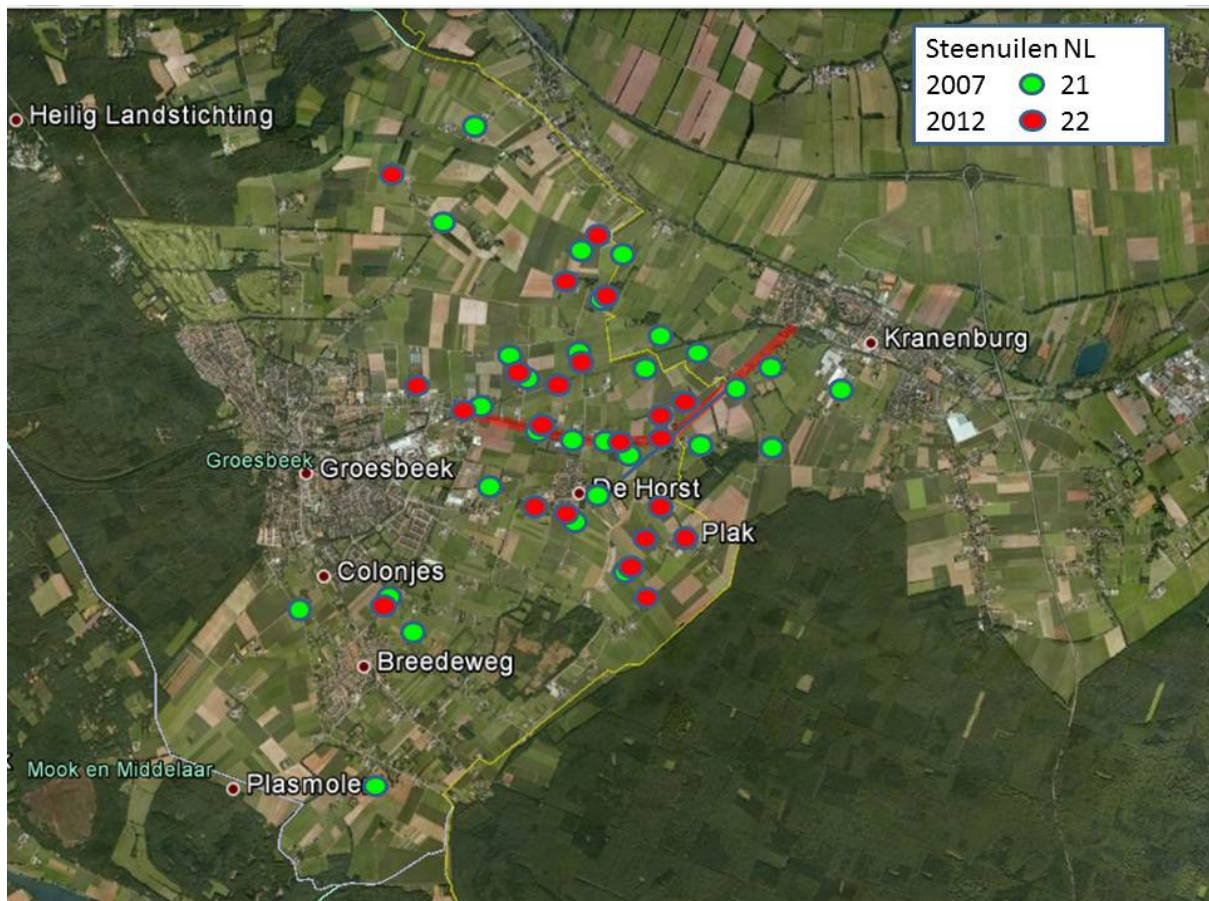 Steenuilen NL
2007 21
2012 22
Heilig Landstichting
Kranenburg
Groesbeek Groesbeek
De Horst
Plak
Colonjes
Breedeweg
Mook en Middelaar
Plasmolen